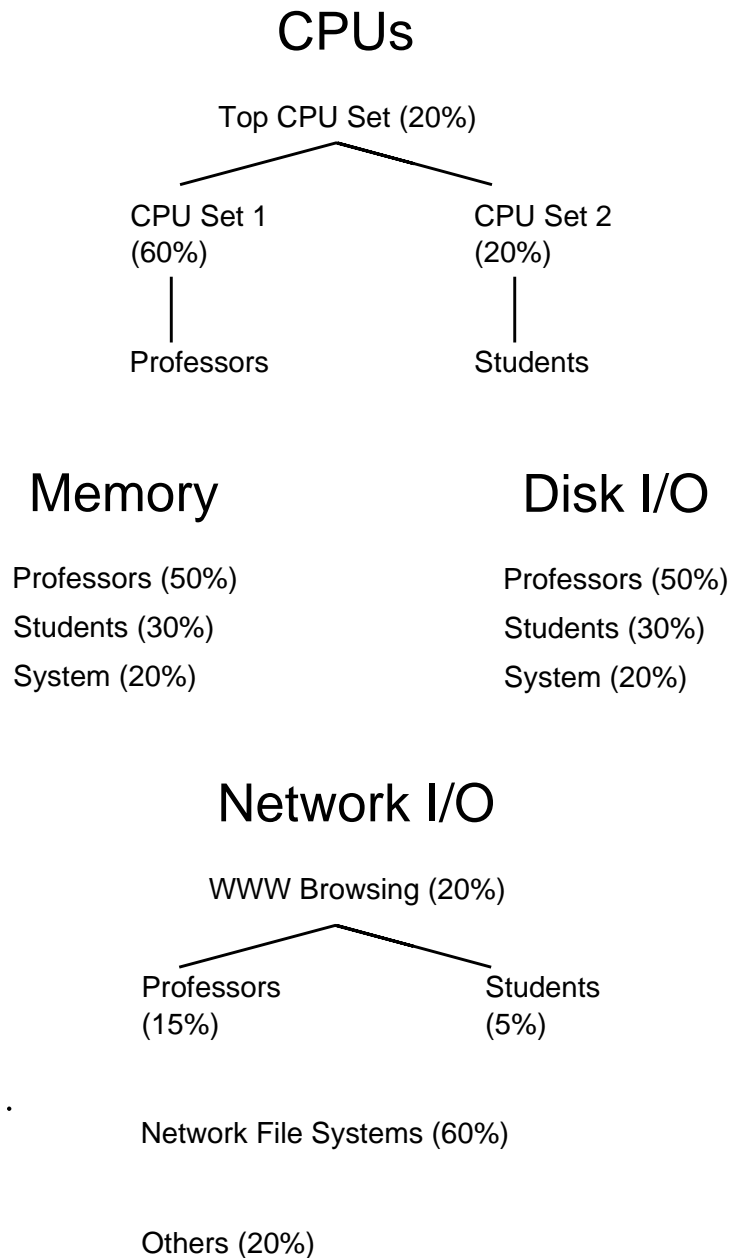 CPUs
Top CPU Set (20%)
CPU Set 1
(60%)
CPU Set 2
(20%)
Professors
Students
Memory
Professors (50%)
Students (30%)
System (20%)
Disk I/O
Professors (50%)
Students (30%)
System (20%)
Network I/O
WWW Browsing (20%)
Professors
(15%)
Students
(5%)
.
Network File Systems (60%)
Others (20%)